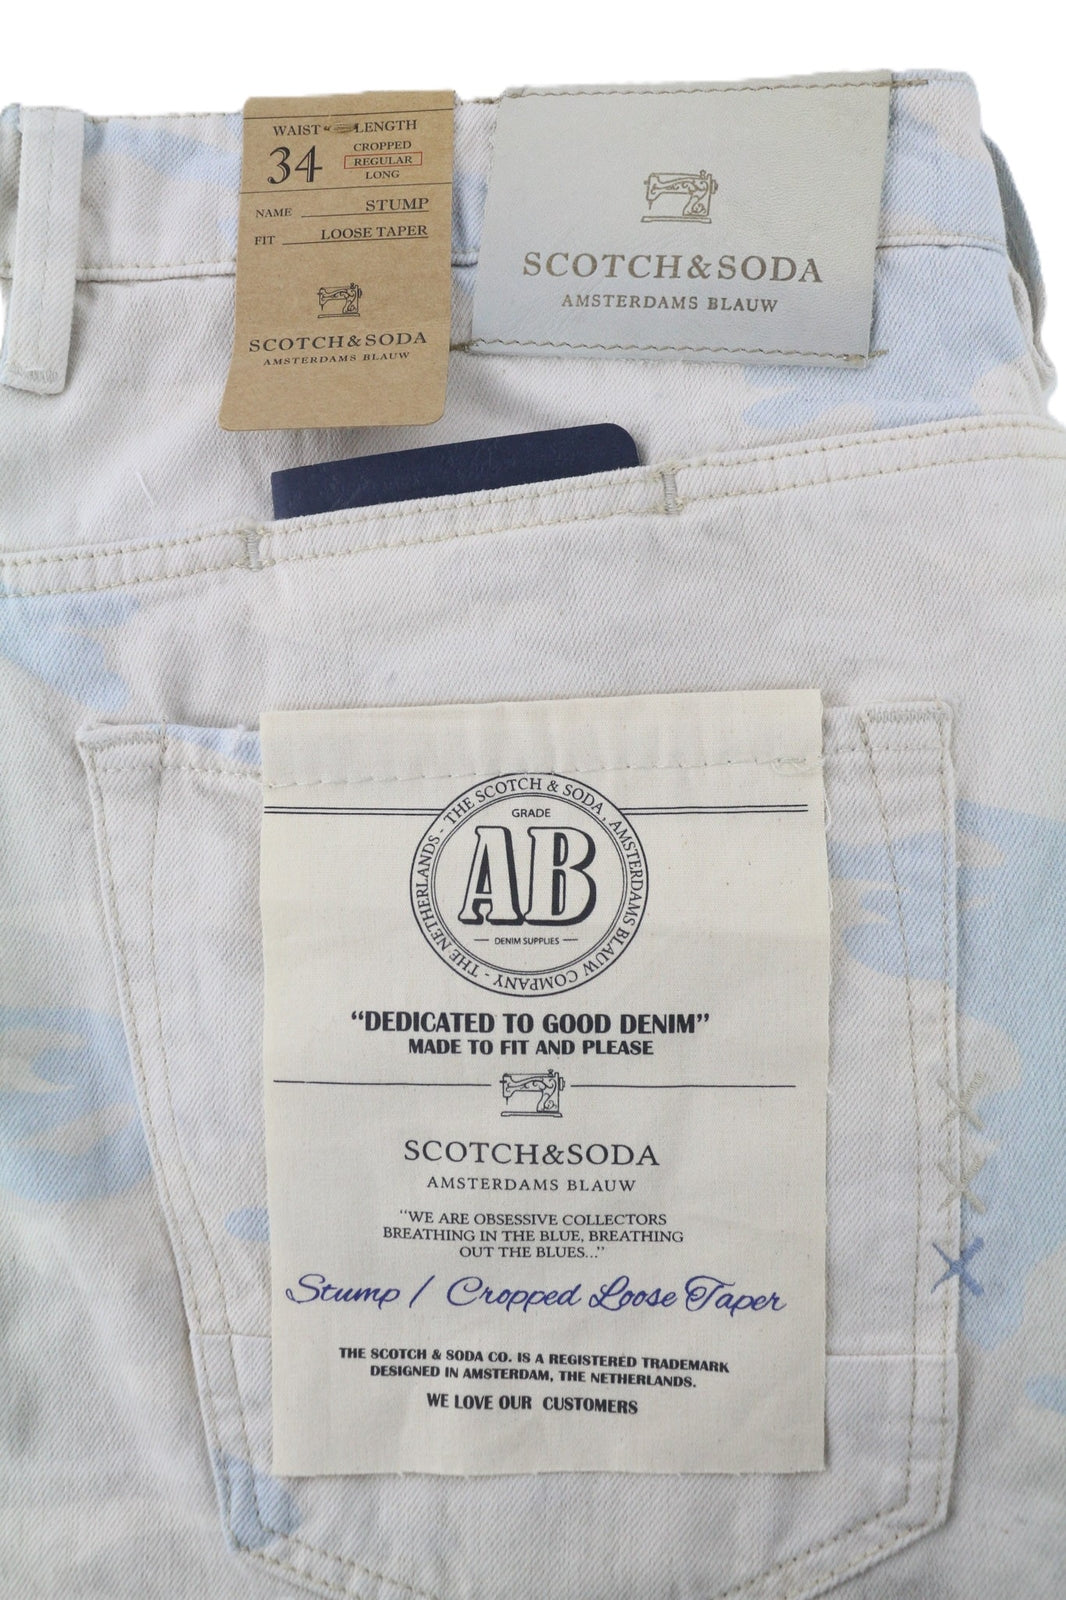 WAIST LENGTH
34
CROPPED
REGULAR
LONG
NAME STUMP
FIT LOOSE TAPER
SCOTCH&SODA
AMSTERDAMS BLAUW
SCOTCH&SODA
AMSTERDAMS BLAUW
- THE SCOTCH & SODA , AMSTERDAMS BLAUW COMPANY - THE NETHERLANDS
GRADE
AB
DENIM SUPPLIES
“DEDICATED TO GOOD DENIM”
MADE TO FIT AND PLEASE
SCOTCH&SODA
AMSTERDAMS BLAUW
“WE ARE OBSESSIVE COLLECTORS
BREATHING IN THE BLUE, BREATHING
OUT THE BLUES...”
Stump / Cropped Loose Taper
THE SCOTCH & SODA CO. IS A REGISTERED TRADEMARK
DESIGNED IN AMSTERDAM, THE NETHERLANDS.
WE LOVE OUR CUSTOMERS